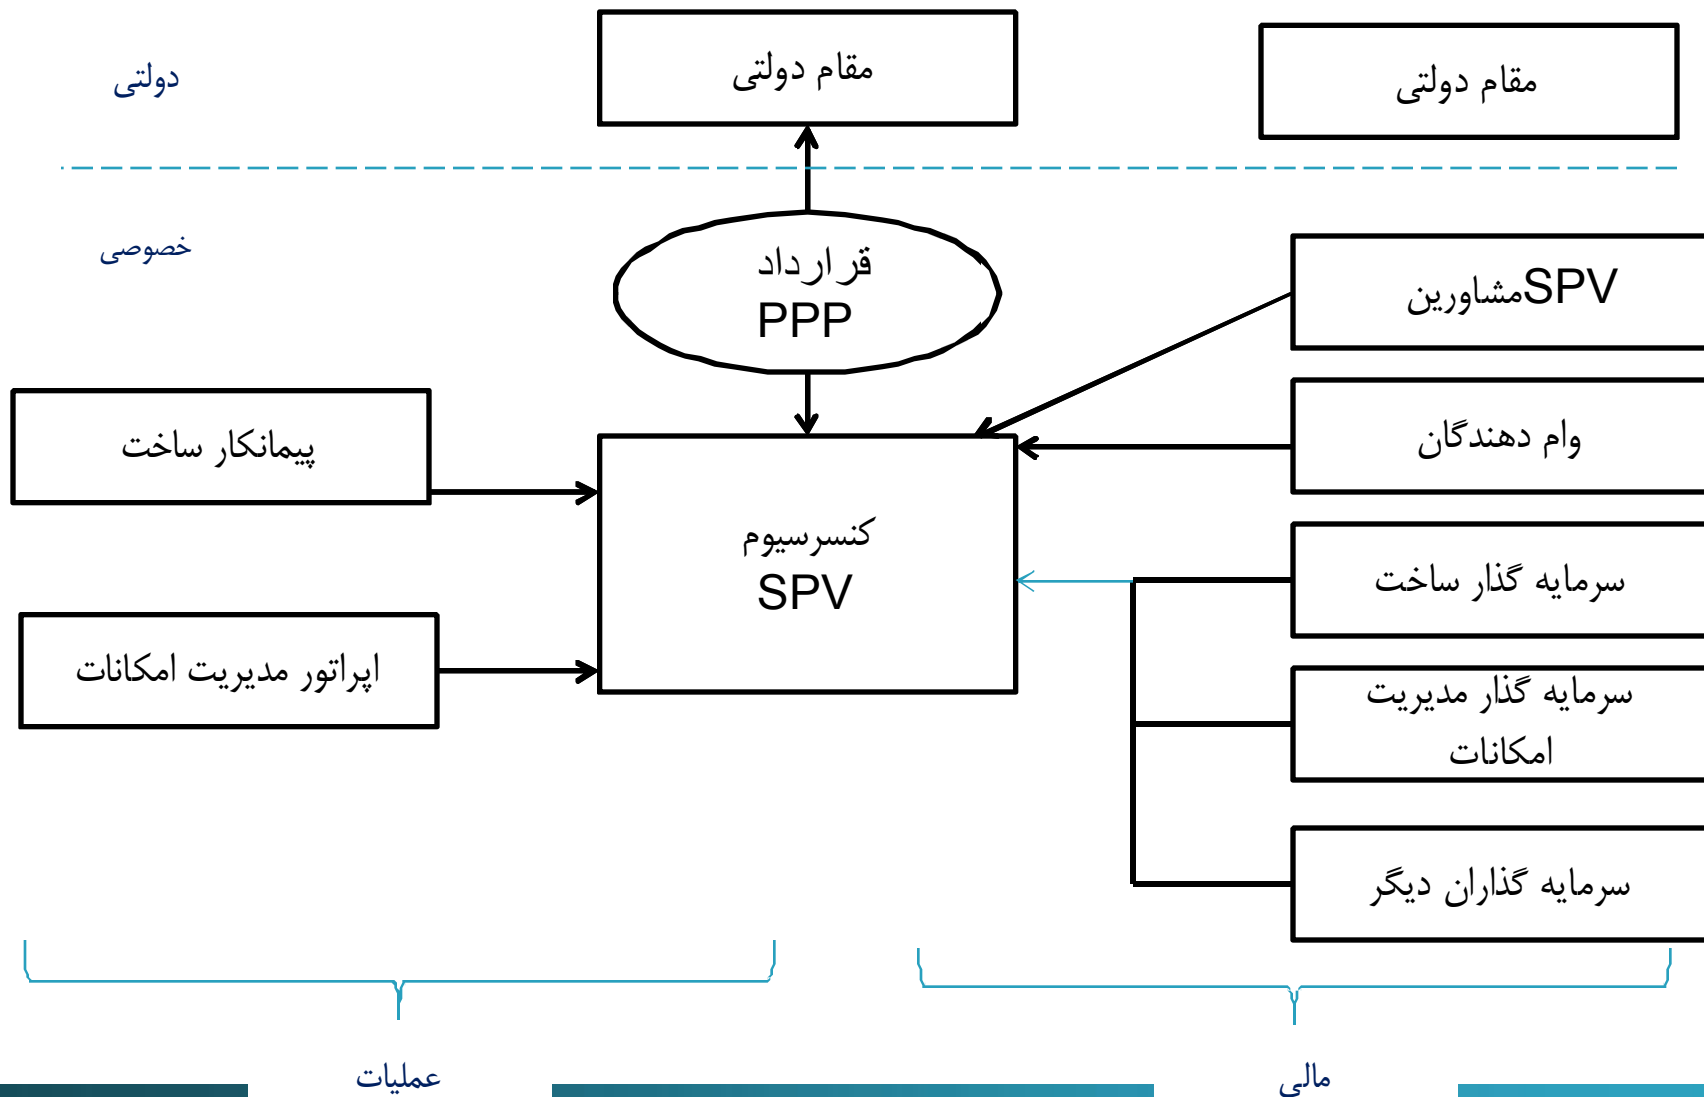 مقام دولتی
مقام دولتی
دولتی
خصوصی
قرارداد
PPP
SPVمشاورین
وام دهندگان
پیمانکار ساخت
کنسرسیوم
SPV
سرمایه گذار ساخت
اپراتور مدیریت امکانات
سرمایه گذار مدیریت
امکانات
سرمایه گذاران دیگر
مالی
عملیات